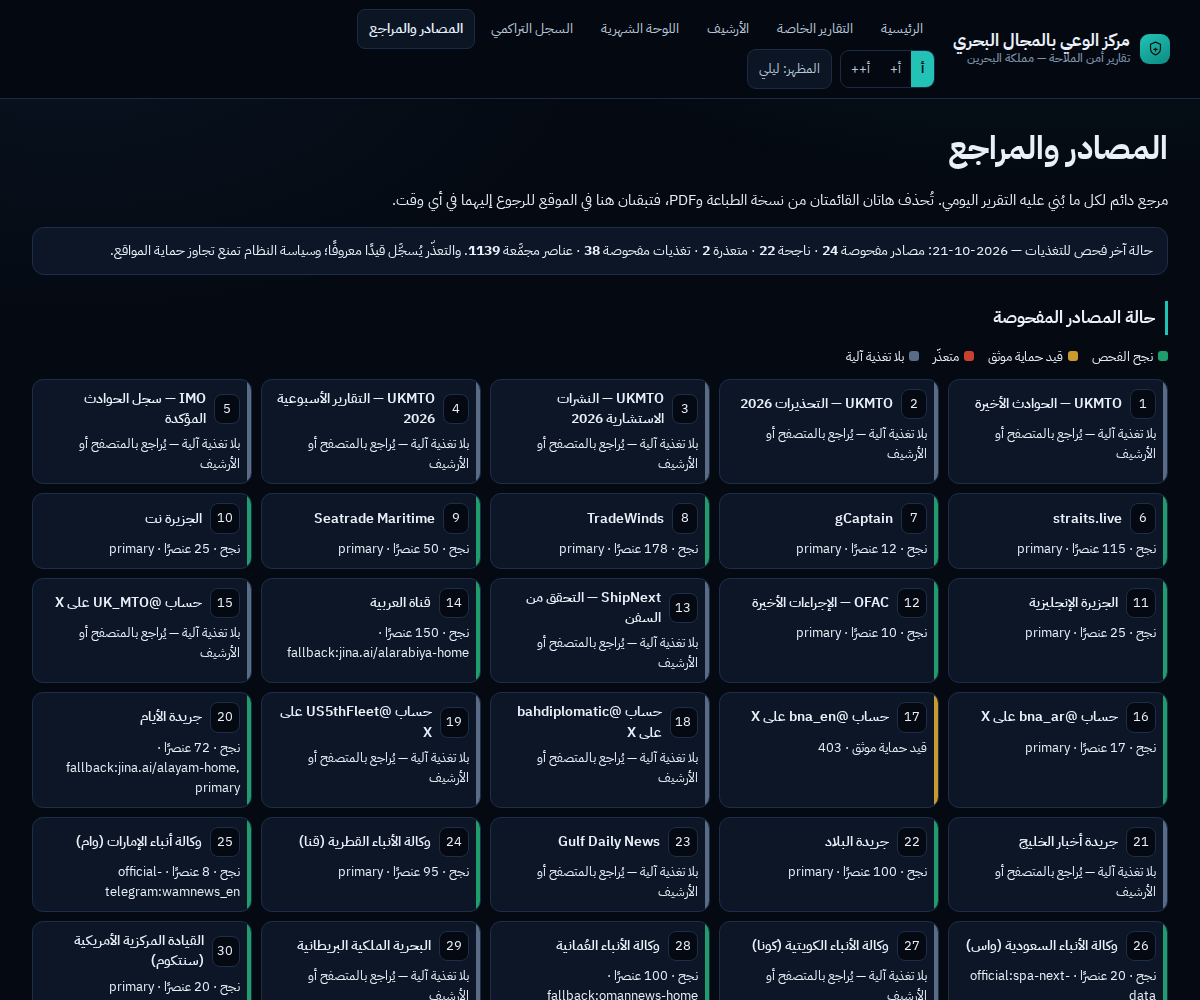 مركز الوعي بالمجال البحري
تقارير أمن الملاحة — مملكة البحرين
الرئيسية
التقارير الخاصة
الأرشيف
اللوحة الشهرية
السجل التراكمي
المصادر والمراجع
أ
أ+
أ++
المظهر: ليلي
المصادر والمراجع
مرجع دائم لكل ما بُني عليه التقرير اليومي. تُحذف هاتان القائمتان من نسخة الطباعة وPDF، فتبقىان هنا في الموقع للرجوع إليهما في أي وقت.
حالة آخر فحص للتغذيات — 2026-10-21: مصادر مفحوصة 24 · ناجحة 22 · متعذرة 2 · تغذيات مفحوصة 38 · عناصر مجمَّعة 1139. والتعذّر يُسجَّل قيدًا معروفًا؛ وسياسة النظام تمنع تجاوز حماية المواقع.
حالة المصادر المفحوصة
نجح الفحص
قيد حماية موثق
متعذّر
بلا تغذية آلية
1
UKMTO — الحوادث الأخيرة
بلا تغذية آلية — يُراجع بالمتصفح أو
الأرشيف
2
UKMTO — التحذيرات 2026
بلا تغذية آلية — يُراجع بالمتصفح أو
الأرشيف
3
UKMTO — النشرات
الاستشارية 2026
بلا تغذية آلية — يُراجع بالمتصفح أو
الأرشيف
4
UKMTO — التقارير الأسبوعية
2026
بلا تغذية آلية — يُراجع بالمتصفح أو
الأرشيف
5
IMO — سجل الحوادث
المؤكدة
بلا تغذية آلية — يُراجع بالمتصفح أو
الأرشيف
6
straits.live
نجح · 115 عنصرًا · primary
7
gCaptain
نجح · 12 عنصرًا · primary
8
TradeWinds
نجح · 178 عنصرًا · primary
9
Seatrade Maritime
نجح · 50 عنصرًا · primary
10
الجزيرة نت
نجح · 25 عنصرًا · primary
11
الجزيرة الإنجليزية
نجح · 25 عنصرًا · primary
12
OFAC — الإجراءات الأخيرة
نجح · 10 عنصرًا · primary
13
ShipNext — التحقق من
السفن
بلا تغذية آلية — يُراجع بالمتصفح أو
الأرشيف
14
قناة العربية
نجح · 150 عنصرًا ·
fallback:jina.ai/alarabiya-home
15
حساب @UK_MTO على X
بلا تغذية آلية — يُراجع بالمتصفح أو
الأرشيف
16
حساب @bna_ar على X
نجح · 17 عنصرًا · primary
17
حساب @bna_en على X
قيد حماية موثق · 403
18
حساب @bahdiplomatic
على X
بلا تغذية آلية — يُراجع بالمتصفح أو
الأرشيف
19
حساب @US5thFleet على
X
بلا تغذية آلية — يُراجع بالمتصفح أو
الأرشيف
20
جريدة الأيام
نجح · 72 عنصرًا ·
fallback:jina.ai/alayam-home,
primary
21
جريدة أخبار الخليج
بلا تغذية آلية — يُراجع بالمتصفح أو
الأرشيف
22
جريدة البلاد
نجح · 100 عنصرًا · primary
23
Gulf Daily News
بلا تغذية آلية — يُراجع بالمتصفح أو
الأرشيف
24
وكالة الأنباء القطرية (قنا)
نجح · 95 عنصرًا · primary
25
وكالة أنباء الإمارات (وام)
نجح · 8 عنصرًا · official-
telegram:wamnews_en
26
وكالة الأنباء السعودية (واس)
نجح · 20 عنصرًا · official:spa-next-
data
27
وكالة الأنباء الكويتية (كونا)
بلا تغذية آلية — يُراجع بالمتصفح أو
الأرشيف
28
وكالة الأنباء العُمانية
نجح · 100 عنصرًا ·
fallback:omannews-home
29
البحرية الملكية البريطانية
بلا تغذية آلية — يُراجع بالمتصفح أو
الأرشيف
30
القيادة المركزية الأمريكية
(سنتكوم)
نجح · 20 عنصرًا · primary